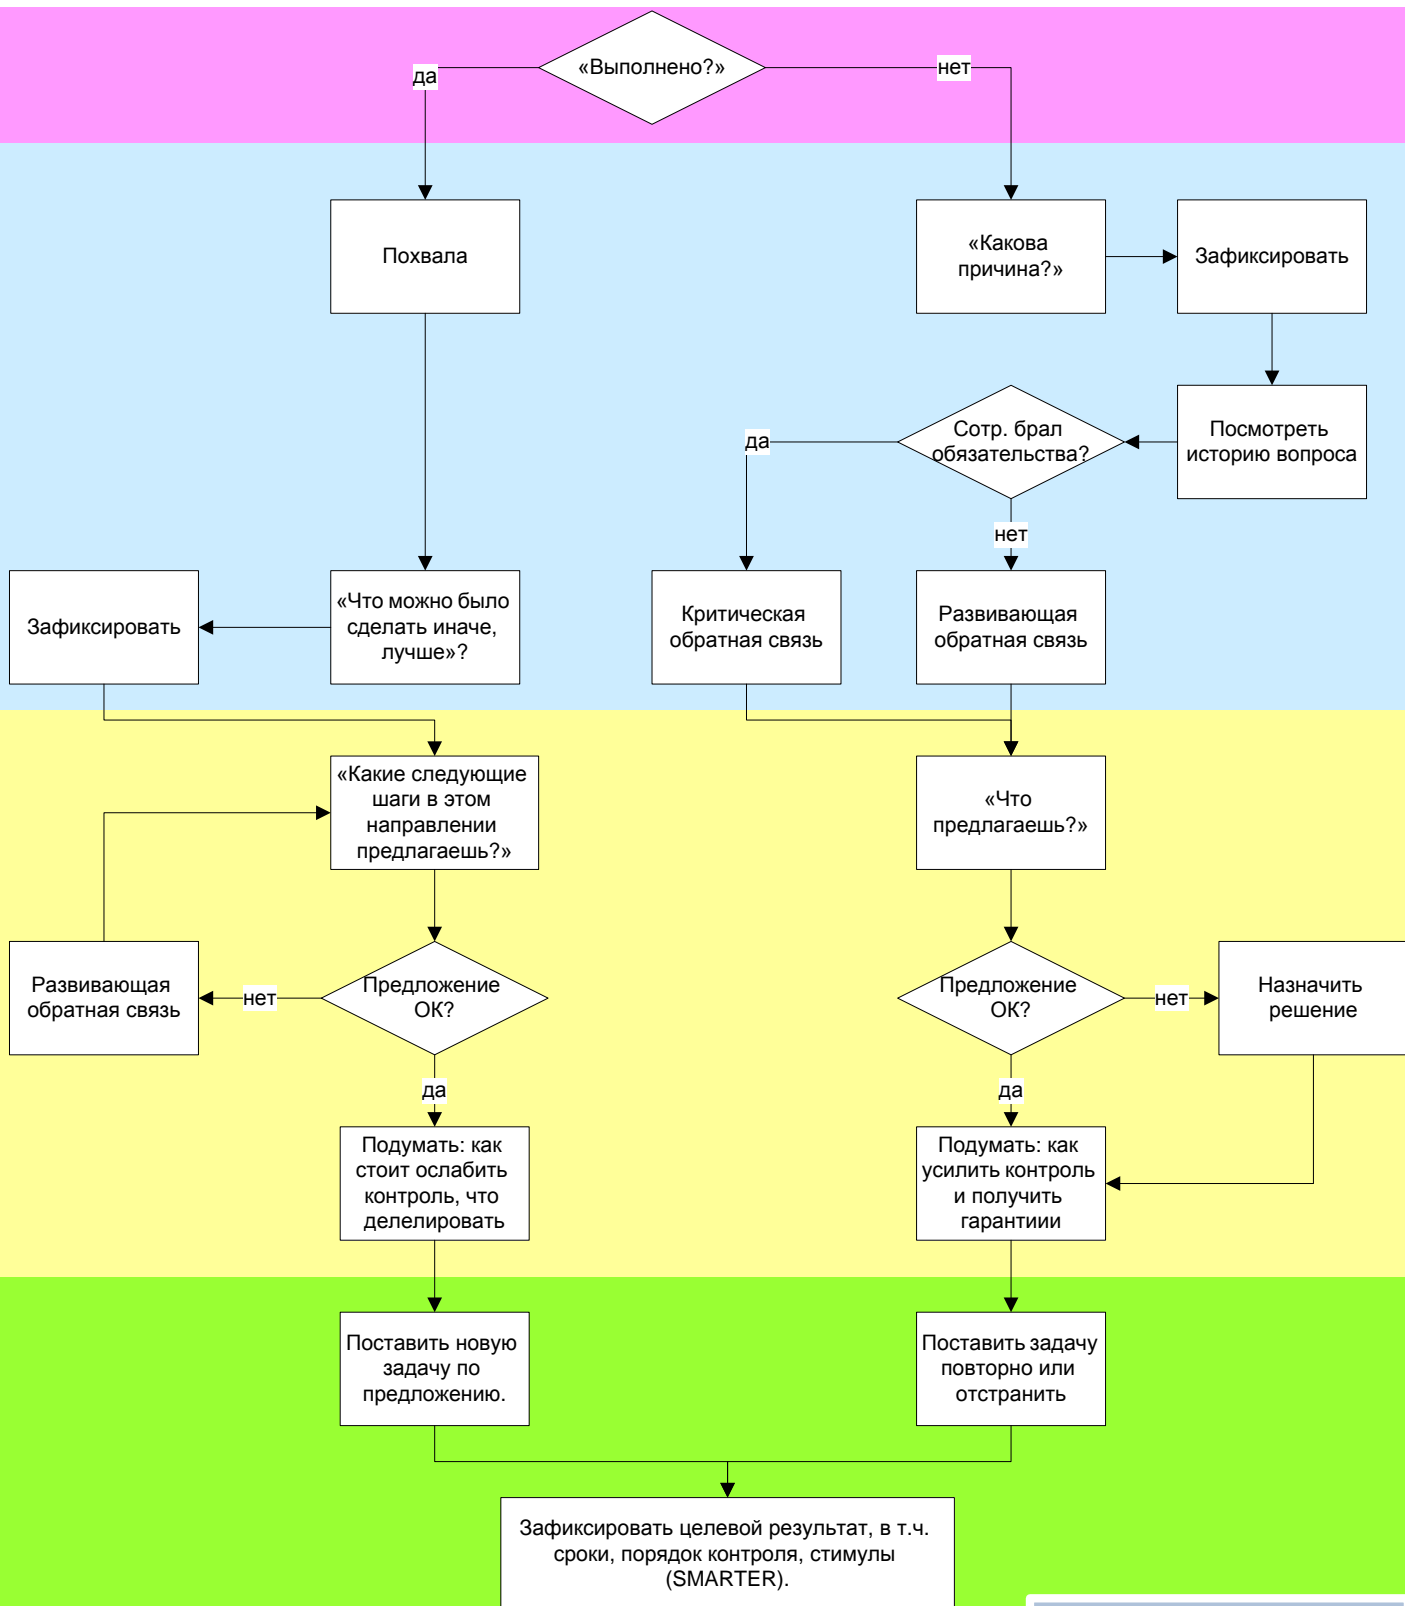 «Выполнено?»
да
нет
Похвала
«Какова
причина?»
Зафиксировать
Сотр. брал
обязательства?
Посмотреть
историю вопроса
да
нет
Зафиксировать
«Что можно было
сделать иначе,
лучше»?
Критическая
обратная связь
Развивающая
обратная связь
«Какие следующие
шаги в этом
направлении
предлагаешь?»
«Что
предлагаешь?»
Развивающая
обратная связь
нет
Предложение
ОК?
Предложение
ОК?
нет
Назначить
решение
да
да
Подумать: как
стоит ослабить
контроль, что
делелировать
Подумать: как
усилить контроль
и получить
гарантиии
Поставить новую
задачу по
предложению.
Поставить задачу
повторно или
отстранить
Зафиксировать целевой результат, в т.ч.
сроки, порядок контроля, стимулы
(SMARTER).